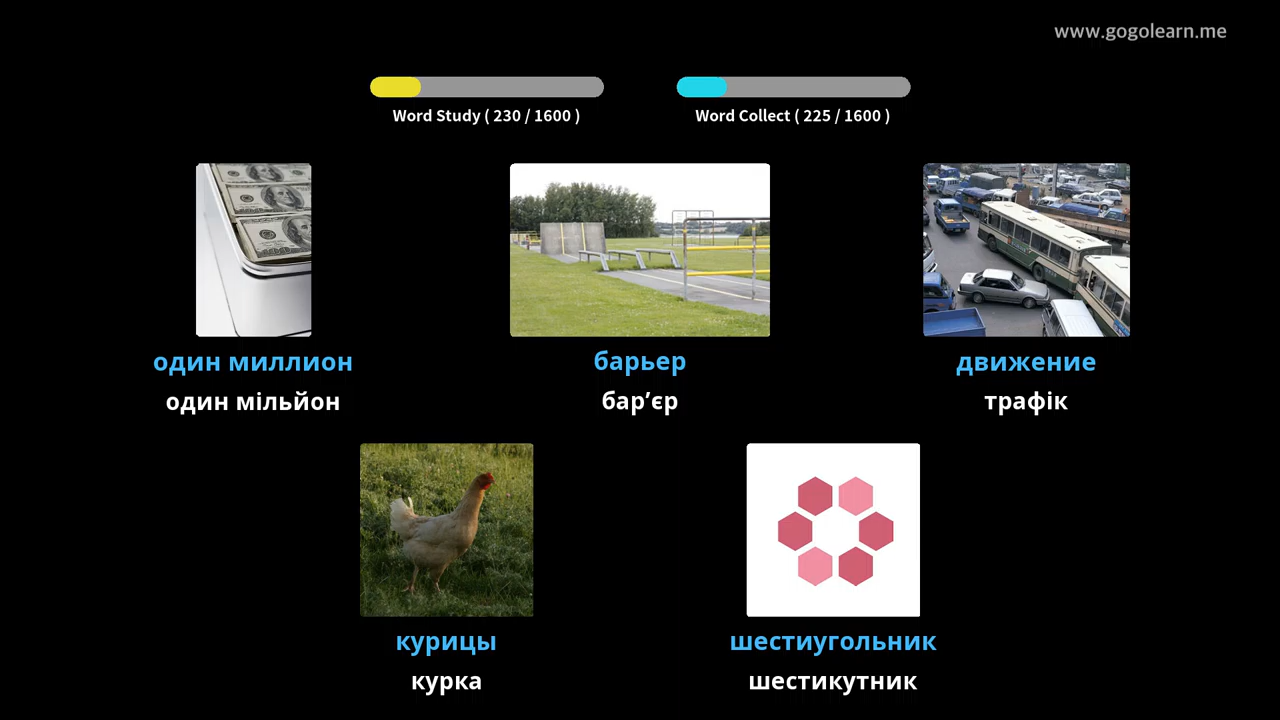 www.gogolearn.me
Word Study ( 230 / 1600 )
Word Collect ( 225 / 1600 )
один миллион
один мільйон
барьер
бар’єр
движение
трафік
курицы
курка
шестиугольник
шестикутник